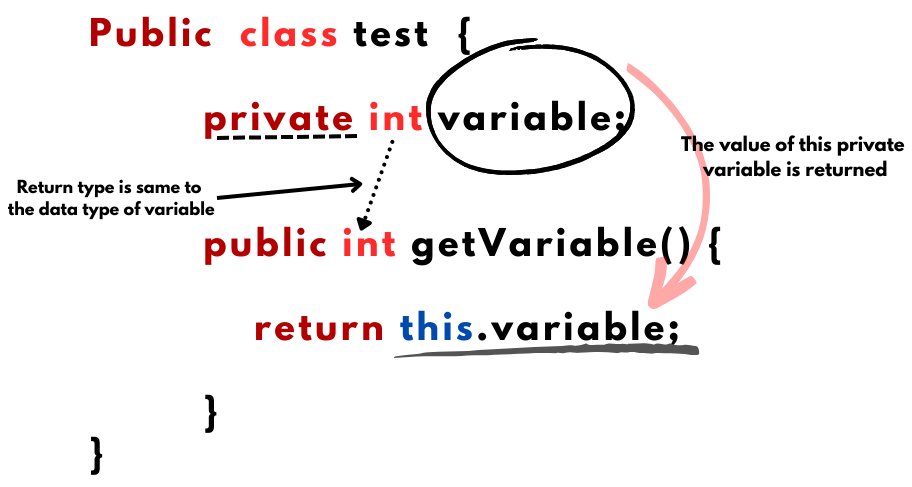 Public class test {
private int variable;
The value of this private
variable is returned
Return type is same to
the data type of variable
public int getVariable() {
return this.variable;
}
}